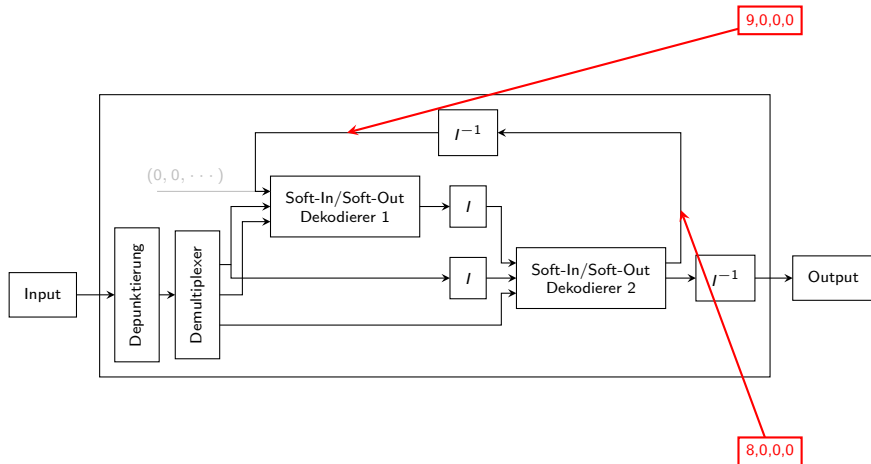 9,0,0,0
I⁻¹
(0, 0, ⋯ )
Soft-In/Soft-Out
Dekodierer 1
I
Depunktierung
Demultiplexer
Input
I
Soft-In/Soft-Out
Dekodierer 2
I⁻¹
Output
8,0,0,0